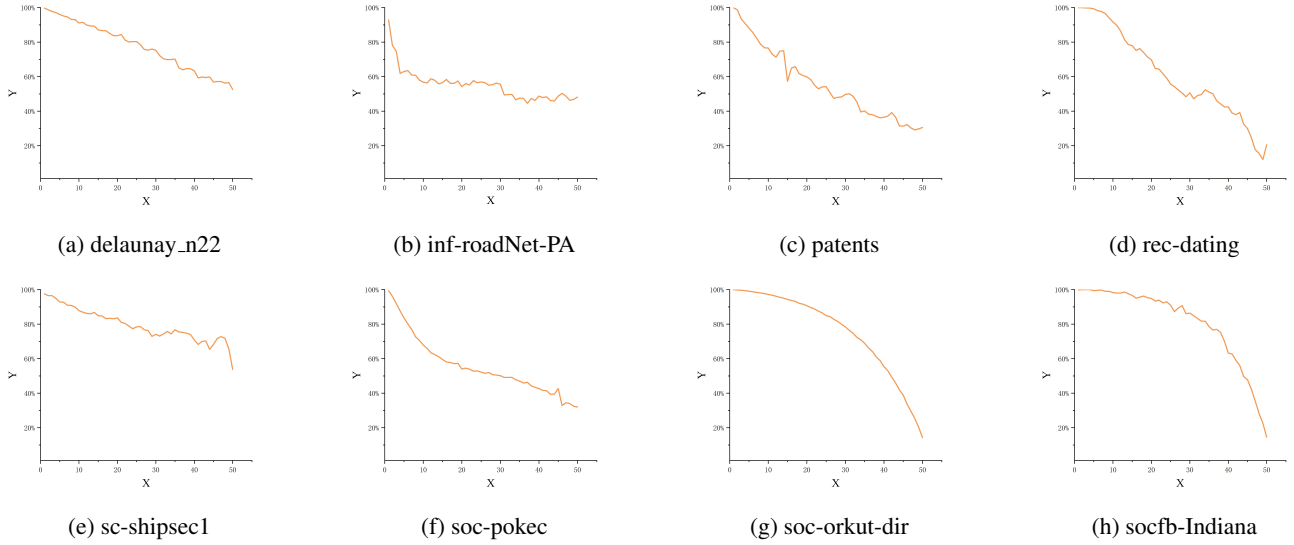 100% 100% 100% 100%
80% 80% 80% 80%
60% 60% 60% 60%
Y Y Y Y
40% 40% 40% 40%
20% 20% 20% 20%
0 10 20 30 40 50 0 10 20 30 40 50 0 10 20 30 40 50 0 10 20 30 40 50
X X X X
(a) delaunay_n22 (b) inf-roadNet-PA (c) patents (d) rec-dating
100% 100% 100% 100%
80% 80% 80% 80%
60% 60% 60% 60%
Y Y Y Y
40% 40% 40% 40%
20% 20% 20% 20%
0 10 20 30 40 50 0 10 20 30 40 50 0 10 20 30 40 50 0 10 20 30 40 50
X X X X
(e) sc-shipsec1 (f) soc-pokec (g) soc-orkut-dir (h) socfb-Indiana